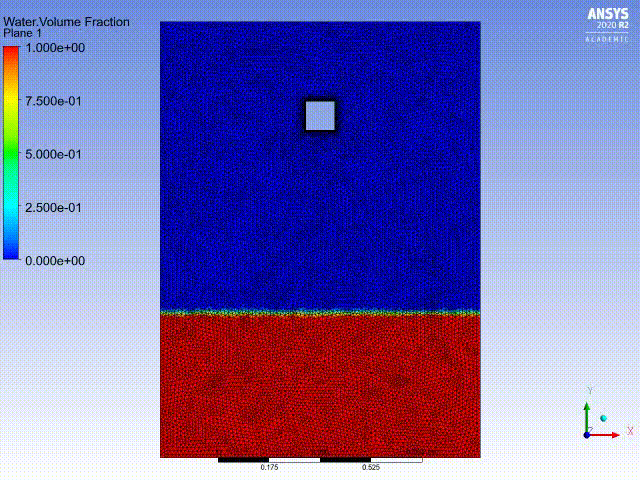 Water.Volume Fraction
Plane 1
1.000e+00
7.500e-01
5.000e-01
2.500e-01
0.000e+00
ANSYS
2020 R2
ACADEMIC
Y
Z
X
0.175
0.525